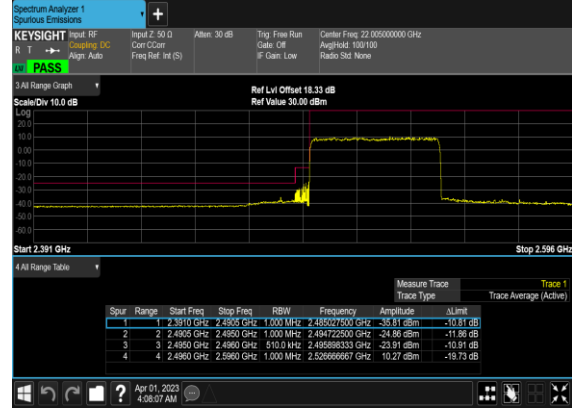 Spectrum Analyzer 1
Spurious Emissions
KEYSIGHT Input: RF Input Z: 50 Ω Atten: 30 dB Trig: Free Run Center Freq: 22.005000000 GHz
R T Coupling: DC Corr CCorr Gate: Off Avg|Hold: 100/100
Align: Auto Freq Ref: Int (S) IF Gain: Low Radio Std: None
PASS
3 All Range Graph
Ref Lvl Offset 18.33 dB
Scale/Div 10.0 dB Ref Value 30.00 dBm
Log
20.0
10.0
0.00
-10.0
-20.0
-30.0
-40.0
-50.0
-60.0
Start 2.391 GHz Stop 2.596 GHz
4 All Range Table
Measure Trace Trace 1
Trace Type Trace Average (Active)
Spur Range Start Freq Stop Freq RBW Frequency Amplitude ΔLimit
1 1 2.3910 GHz 2.4905 GHz 1.000 MHz 2.485027500 GHz -35.81 dBm -10.81 dB
2 2 2.4905 GHz 2.4950 GHz 1.000 MHz 2.494722500 GHz -24.86 dBm -11.86 dB
3 3 2.4950 GHz 2.4960 GHz 510.0 kHz 2.495898333 GHz -23.91 dBm -10.91 dB
4 4 2.4960 GHz 2.5960 GHz 1.000 MHz 2.526666667 GHz 10.27 dBm -19.73 dB
? Apr 01, 2023
4:08:07 AM